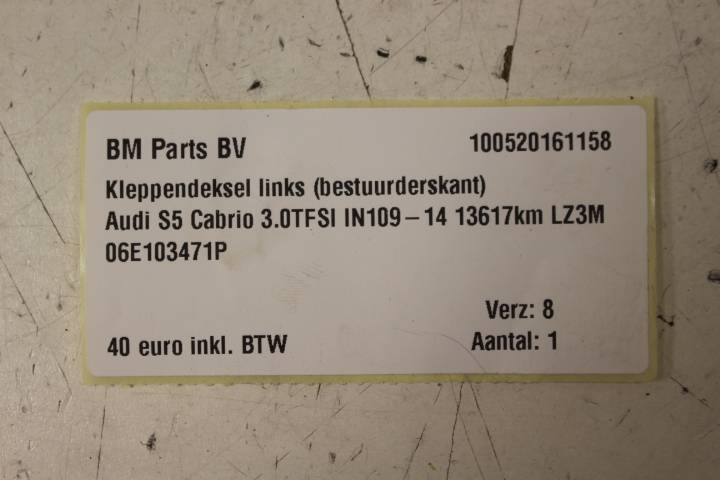 BM Parts BV 100520161158
Kleppendeksel links (bestuurderskant)
Audi S5 Cabrio 3.0TFSI IN109-14 13617km LZ3M
06E103471P
Verz: 8
40 euro inkl. BTW Aantal: 1